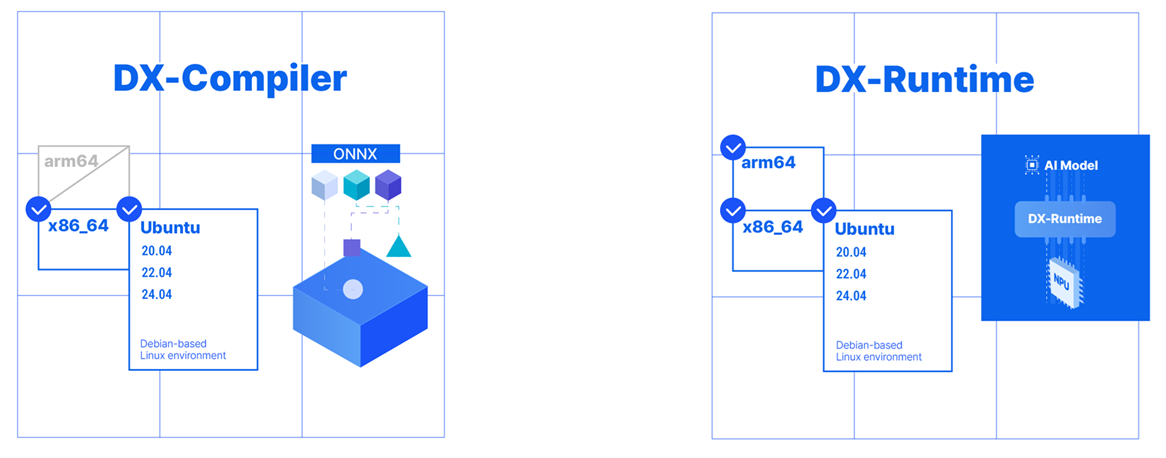 DX-Compiler
arm64
x86_64
Ubuntu
20.04
22.04
24.04
Debian-based
Linux environment
ONNX
DX-Runtime
arm64
x86_64
Ubuntu
20.04
22.04
24.04
Debian-based
Linux environment
AI Model
DX-Runtime
NPU